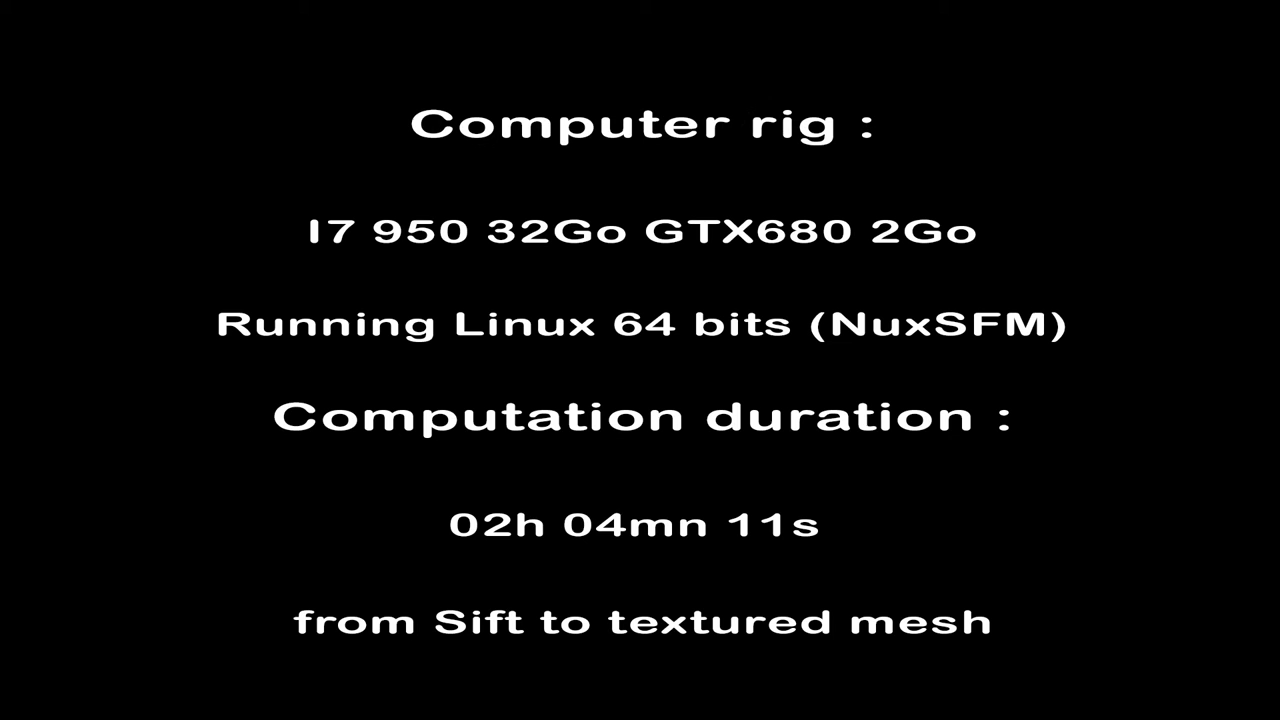 Computer rig :
I7 950 32Go GTX680 2Go
Running Linux 64 bits (NuxSFM)
Computation duration :
02h 04mn 11s
from Sift to textured mesh